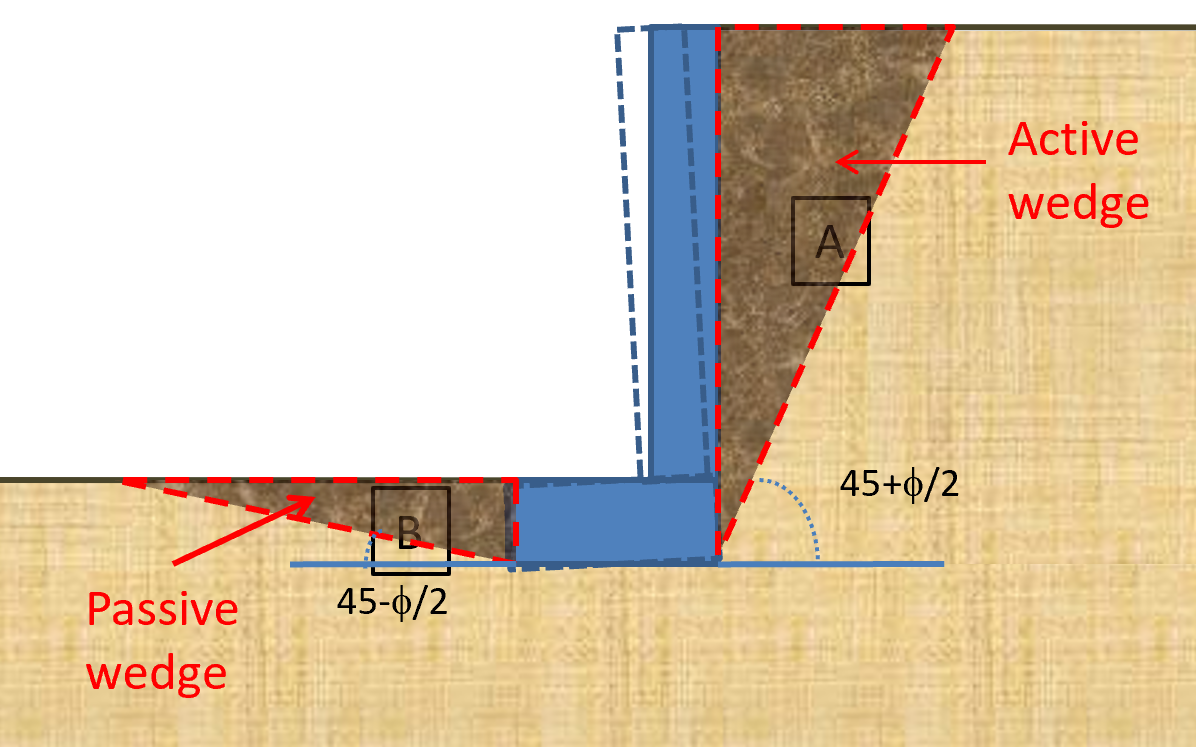 Active
wedge
A
45+ϕ/2
B
45-ϕ/2
Passive
wedge